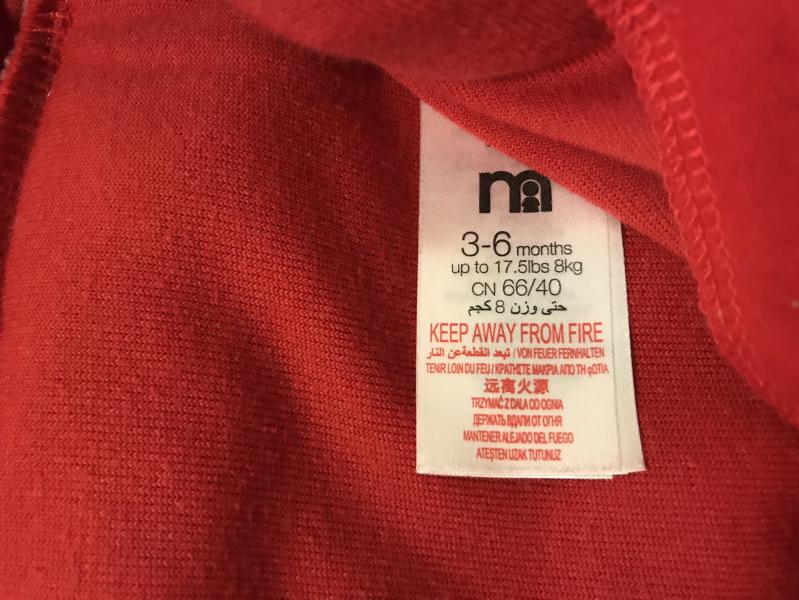 m
3-6 months
up to 17.5lbs 8kg
CN 66/40
حتى وزن 8 كجم
KEEP AWAY FROM FIRE
تبعد القطعة عن النار / VON FEUER FERNHALTEN
TENIR LOIN DU FEU / ΚΡΑΤΗΣΤΕ ΜΑΚΡΙΑ ΑΠΟ ΤΗ φΩΤΙΑ
远离火源
TRZYMAĆ Z DALA OD OGNIA
ДЕРЖАТЬ ВДАЛИ ОТ ОГНЯ
MANTENER ALEJADO DEL FUEGO
ATEŞTEN UZAK TUTUNUZ